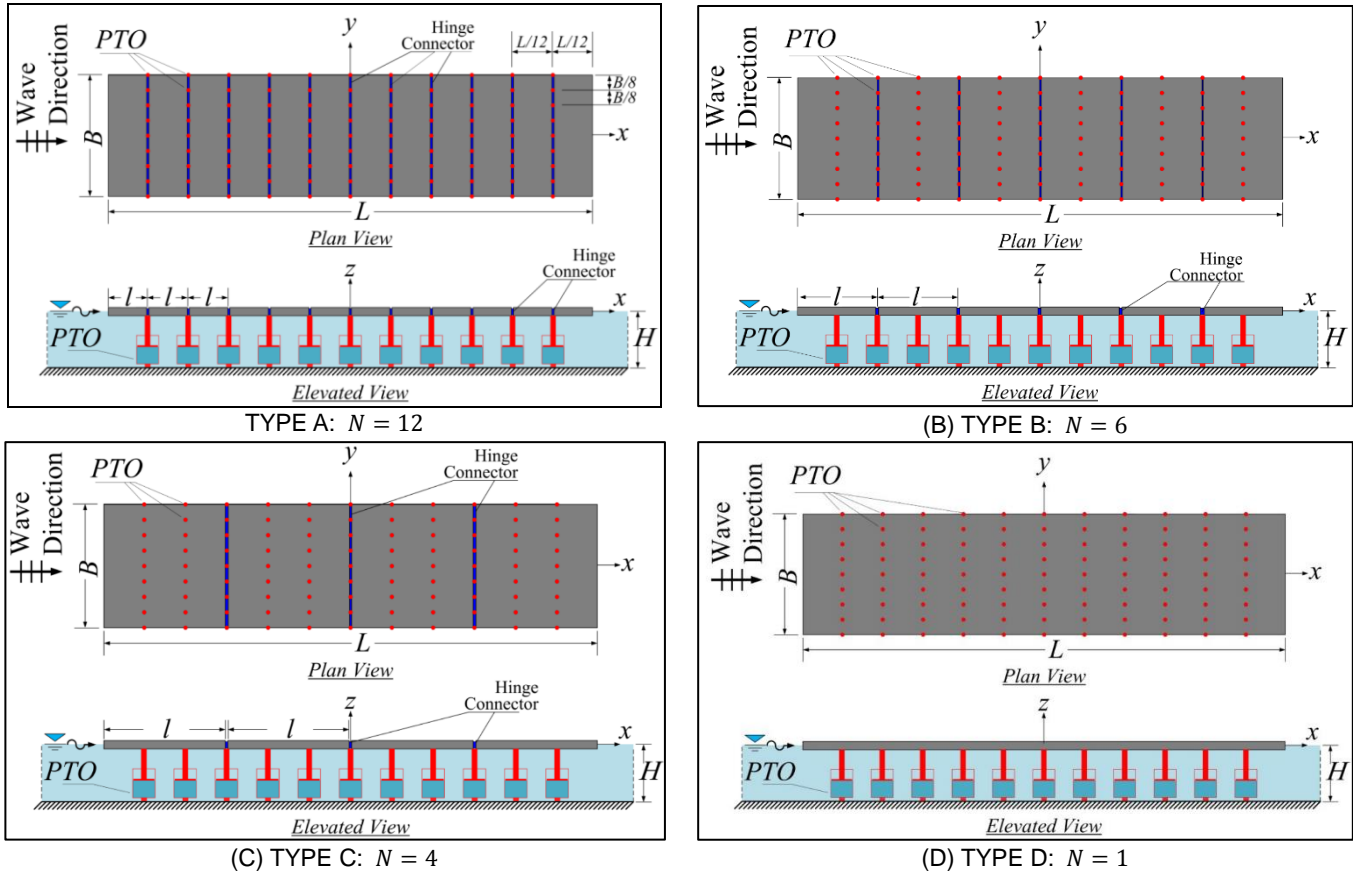 y
PTO
Hinge
Connector
L/12
L/12
B/8
B/8
Wave
Direction
B
x
L
Plan View
Hinge
Connector
z
l
l
l
x
PTO
H
Elevated View
TYPE A: N = 12
y
PTO
Hinge
Connector
Wave
Direction
B
x
L
Plan View
Hinge
Connector
z
l
l
x
PTO
H
Elevated View
(B) TYPE B: N = 6
y
PTO
Hinge
Connector
Wave
Direction
B
x
L
Plan View
Hinge
Connector
z
l
l
x
PTO
H
Elevated View
(C) TYPE C: N = 4
y
PTO
Wave
Direction
B
x
L
Plan View
z
x
PTO
H
Elevated View
(D) TYPE D: N = 1